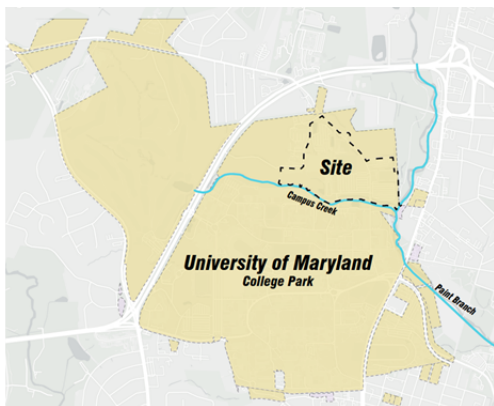 Site
Campus Creek
University of Maryland
College Park
Paint Branch